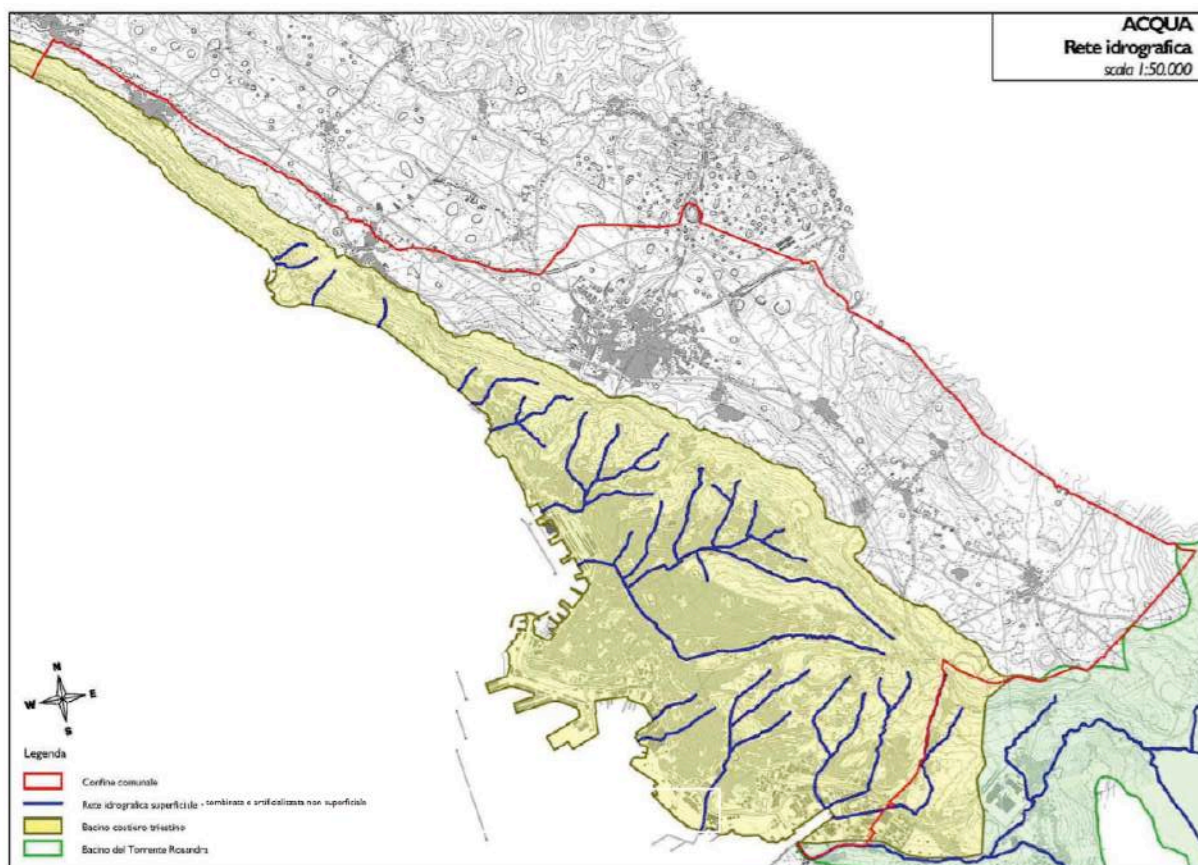 ACQUA
Rete idrografica
scala 1:50.000
N
W
E
S
Legenda
Confine comunale
Rete idrografica superficiale - tombinata o artificializzata non superficiale
Bacino costiero triestino
Bacino del Torrente Rosandra